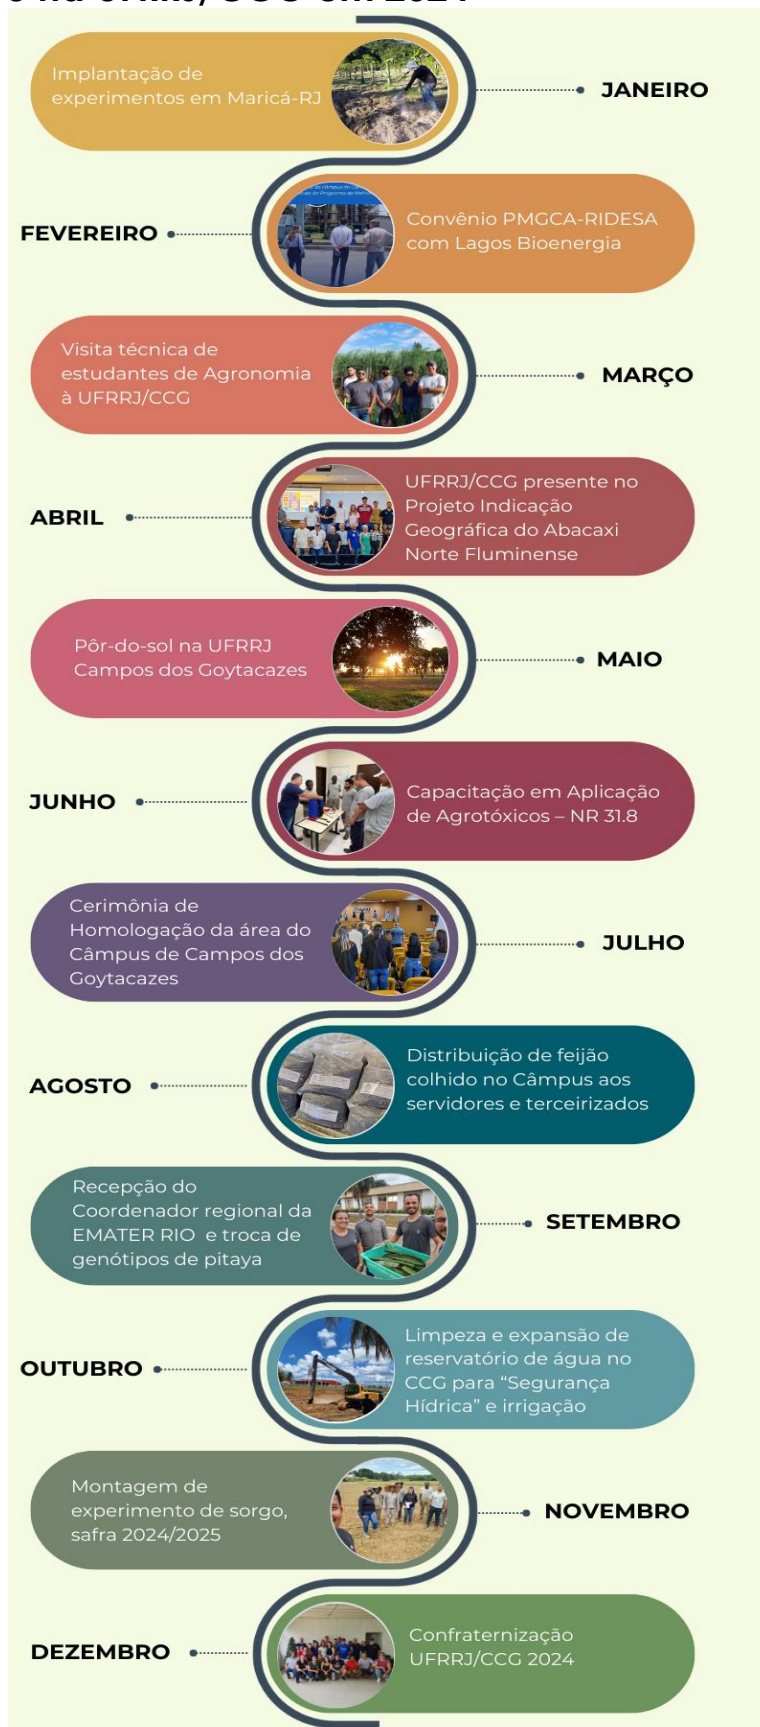 em 2024
Implantação de
experimentos em Maricá-RJ
JANEIRO
FEVEREIRO
Convênio PMGCA-RIDESA
com Lagos Bioenergia
Visita técnica de
estudantes de Agronomia
à UFRRJ/CCG
MARÇO
ABRIL
UFRRJ/CCG presente no
Projeto Indicação
Geográfica do Abacaxi
Norte Fluminense
Pôr-do-sol na UFRRJ
Campos dos Goytacazes
MAIO
JUNHO
Capacitação em Aplicação
de Agrotóxicos – NR 31.8
Cerimônia de
Homologação da área do
Câmpus de Campos dos
Goytacazes
JULHO
AGOSTO
Distribuição de feijão
colhido no Câmpus aos
servidores e terceirizados
Recepção do
Coordenador regional da
EMATER RIO e troca de
genótipos de pitaya
SETEMBRO
OUTUBRO
Limpeza e expansão de
reservatório de água no
CCG para “Segurança
Hídrica” e irrigação
Montagem de
experimento de sorgo,
safra 2024/2025
NOVEMBRO
DEZEMBRO
Confraternização
UFRRJ/CCG 2024